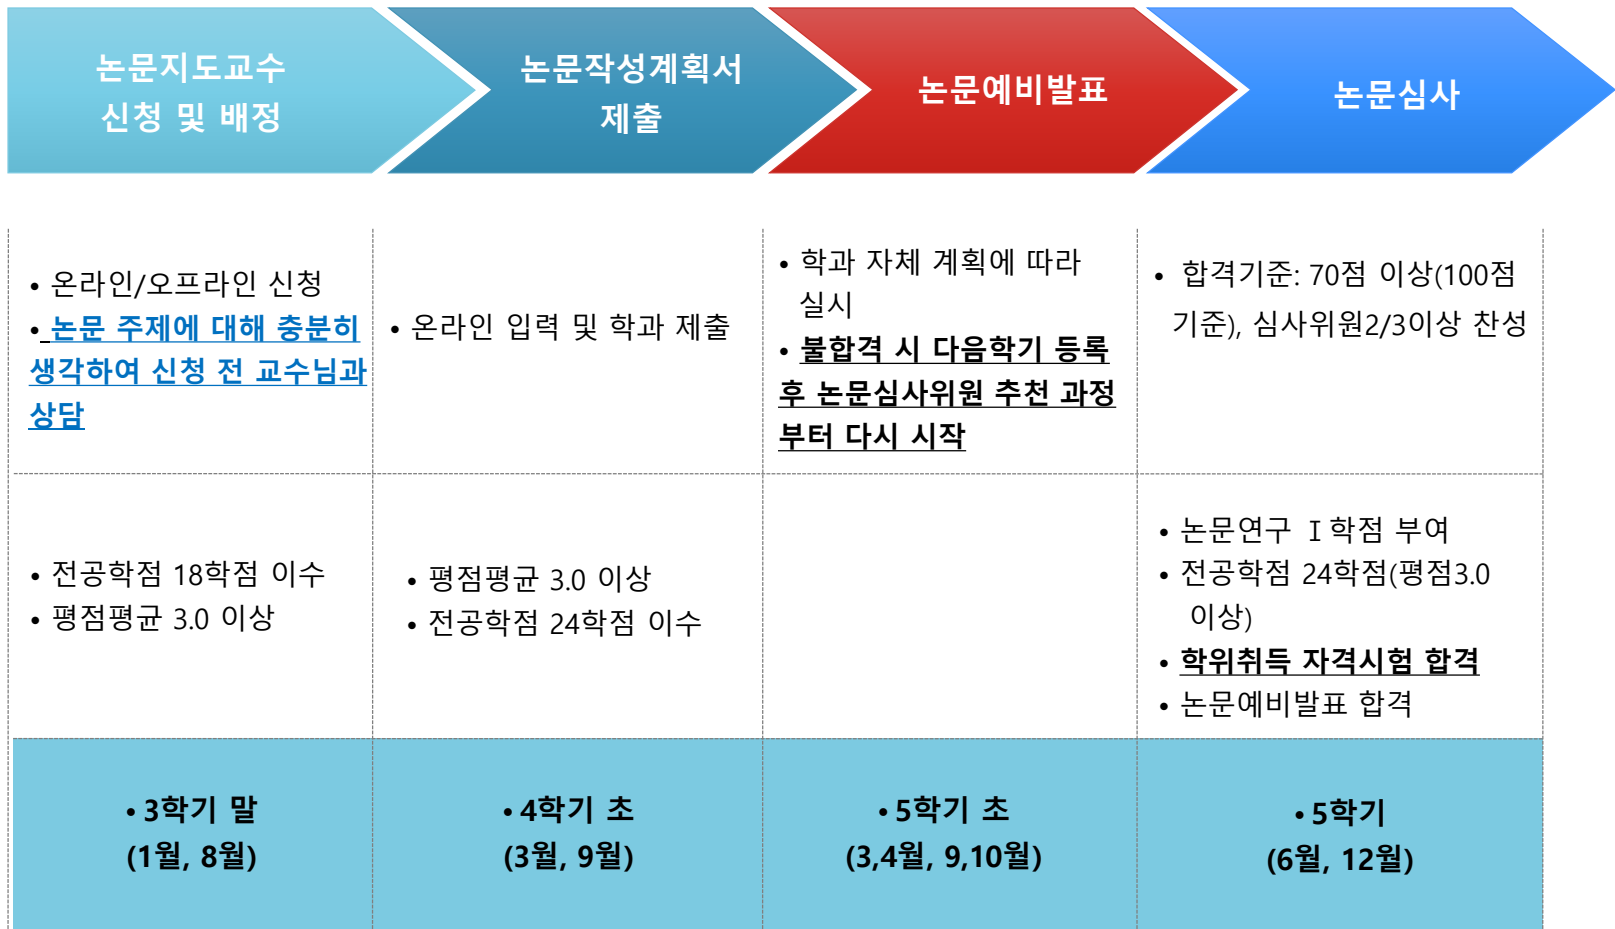 논문지도교수
신청 및 배정
논문작성계획서
제출
논문예비발표
논문심사
• 온라인/오프라인 신청
• 논문 주제에 대해 충분히
생각하여 신청 전 교수님과
상담
• 온라인 입력 및 학과 제출
• 학과 자체 계획에 따라
실시
• 불합격 시 다음학기 등록
후 논문심사위원 추천 과정
부터 다시 시작
• 합격기준: 70점 이상(100점
기준), 심사위원2/3이상 찬성
• 전공학점 18학점 이수
• 평점평균 3.0 이상
• 평점평균 3.0 이상
• 전공학점 24학점 이수
• 논문연구 Ⅰ학점 부여
• 전공학점 24학점(평점3.0
이상)
• 학위취득 자격시험 합격
• 논문예비발표 합격
• 3학기 말
(1월, 8월)
• 4학기 초
(3월, 9월)
• 5학기 초
(3,4월, 9,10월)
• 5학기
(6월, 12월)